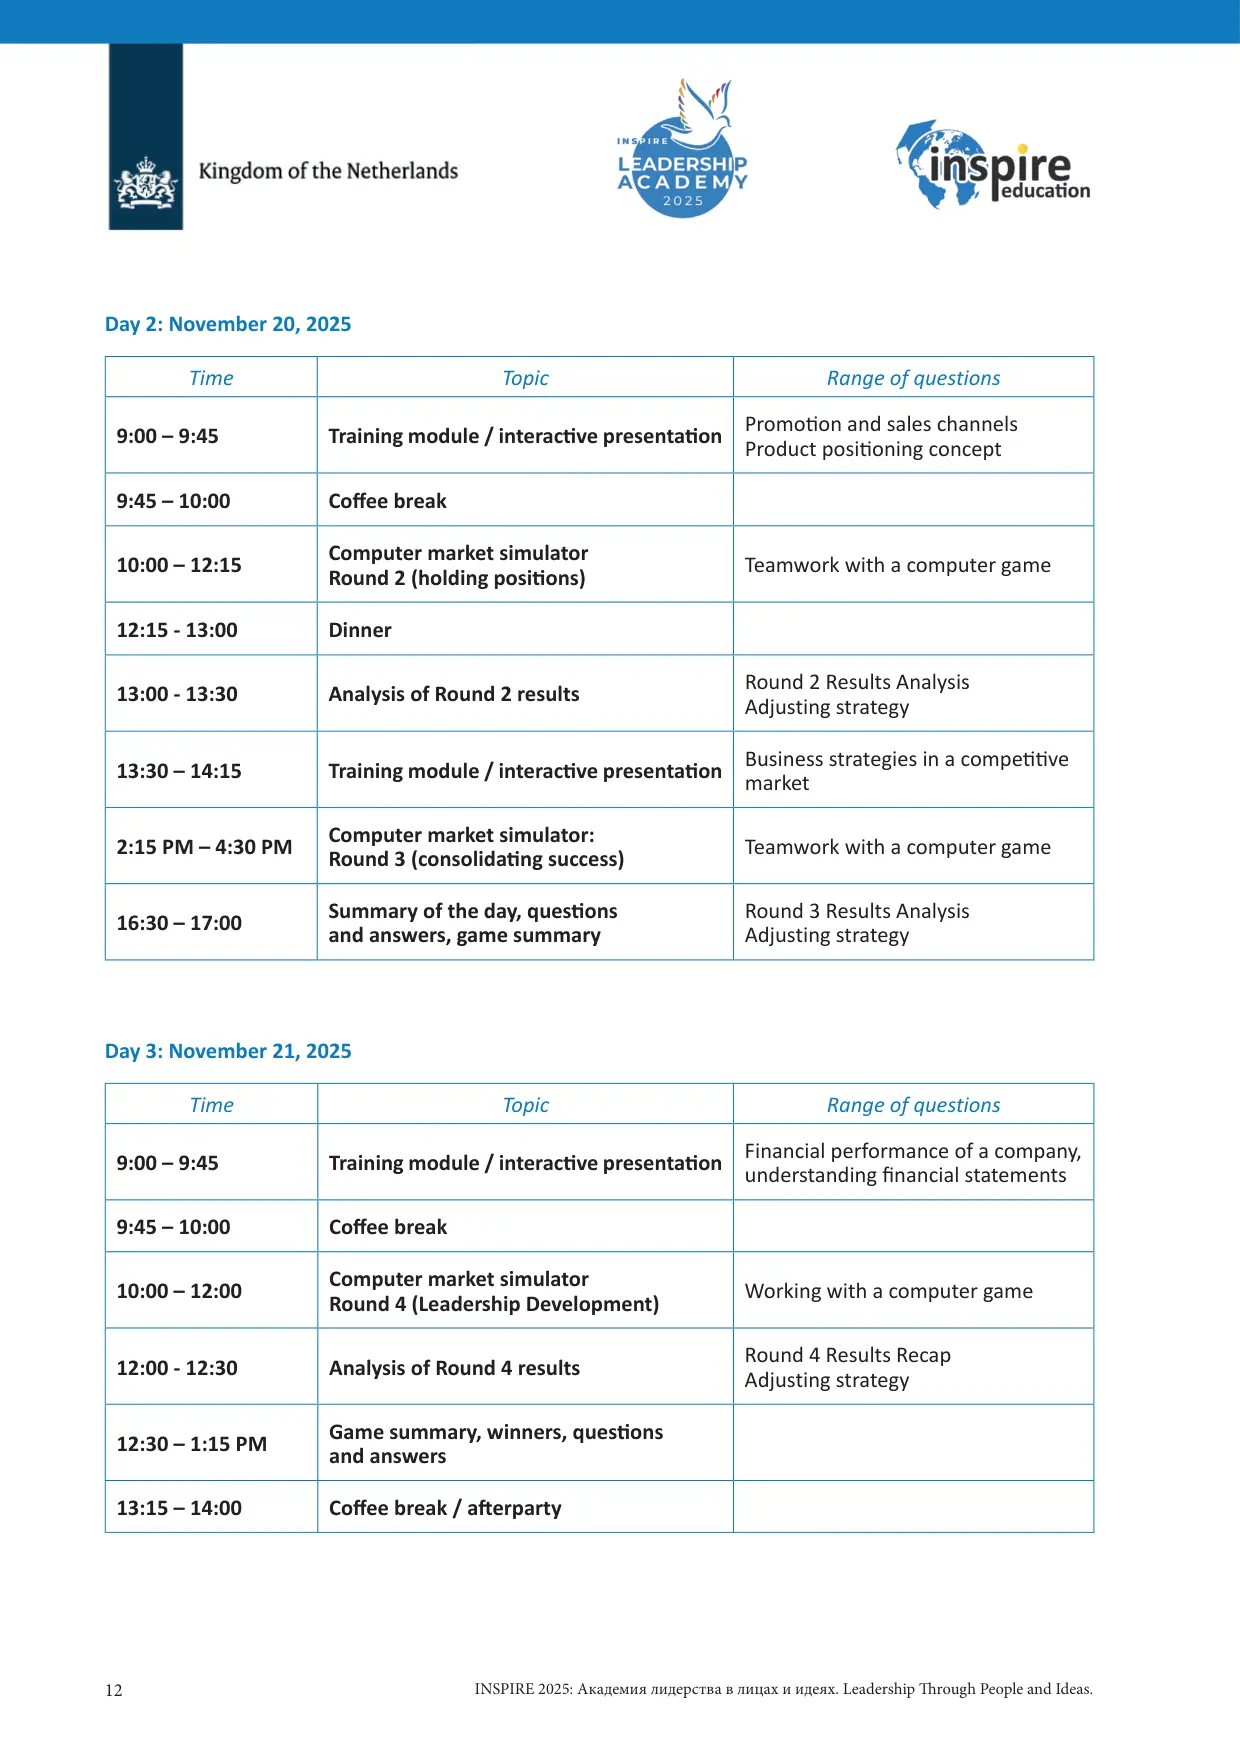 Kingdom of the Netherlands
INSPIRE
LEADERSHIP
ACADEMY
2025
inspire
education
Day 2: November 20, 2025
Time Topic Range of questions
9:00 – 9:45 Training module / interactive presentation Promotion and sales channels
Product positioning concept
9:45 – 10:00 Coffee break
10:00 – 12:15 Computer market simulator
Round 2 (holding positions) Teamwork with a computer game
12:15 - 13:00 Dinner
13:00 - 13:30 Analysis of Round 2 results Round 2 Results Analysis
Adjusting strategy
13:30 – 14:15 Training module / interactive presentation Business strategies in a competitive
market
2:15 PM – 4:30 PM Computer market simulator:
Round 3 (consolidating success) Teamwork with a computer game
16:30 – 17:00 Summary of the day, questions
and answers, game summary Round 3 Results Analysis
Adjusting strategy
Day 3: November 21, 2025
Time Topic Range of questions
9:00 – 9:45 Training module / interactive presentation Financial performance of a company,
understanding financial statements
9:45 – 10:00 Coffee break
10:00 – 12:00 Computer market simulator
Round 4 (Leadership Development) Working with a computer game
12:00 - 12:30 Analysis of Round 4 results Round 4 Results Recap
Adjusting strategy
12:30 – 1:15 PM Game summary, winners, questions
and answers
13:15 – 14:00 Coffee break / afterparty
12 INSPIRE 2025: Академия лидерства в лицах и идеях. Leadership Through People and Ideas.